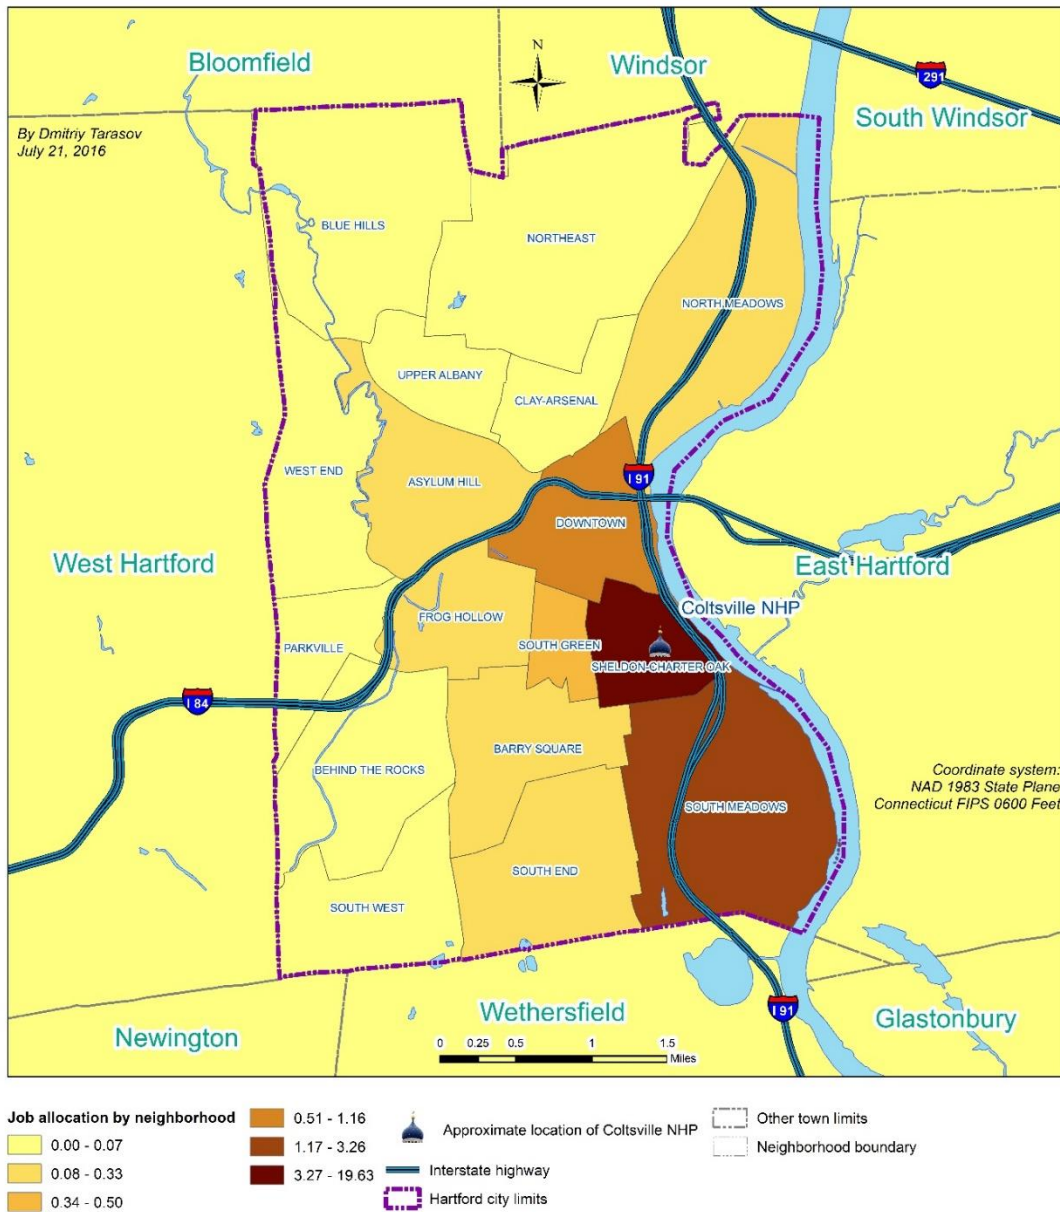 Bloomfield
Windsor
I 291
South Windsor
N
By Dmitriy Tarasov
July 21, 2016
BLUE HILLS
NORTHEAST
NORTH MEADOWS
UPPER ALBANY
CLAY-ARSENAL
WEST END
ASYLUM HILL
I 91
DOWNTOWN
West Hartford
East Hartford
Coltsville NHP
FROG HOLLOW
PARKVILLE
SOUTH GREEN
SHELDON-CHARTER OAK
I 84
BARRY SQUARE
BEHIND THE ROCKS
Coordinate system:
NAD 1983 State Plane
Connecticut FIPS 0600 Feet
SOUTH MEADOWS
SOUTH END
SOUTH WEST
Wethersfield
I 91
Glastonbury
Newington
0 0.25 0.5 1 1.5
Miles
Job allocation by neighborhood
0.00 - 0.07
0.08 - 0.33
0.34 - 0.50
0.51 - 1.16
1.17 - 3.26
3.27 - 19.63
Approximate location of Coltsville NHP
Interstate highway
Hartford city limits
Other town limits
Neighborhood boundary